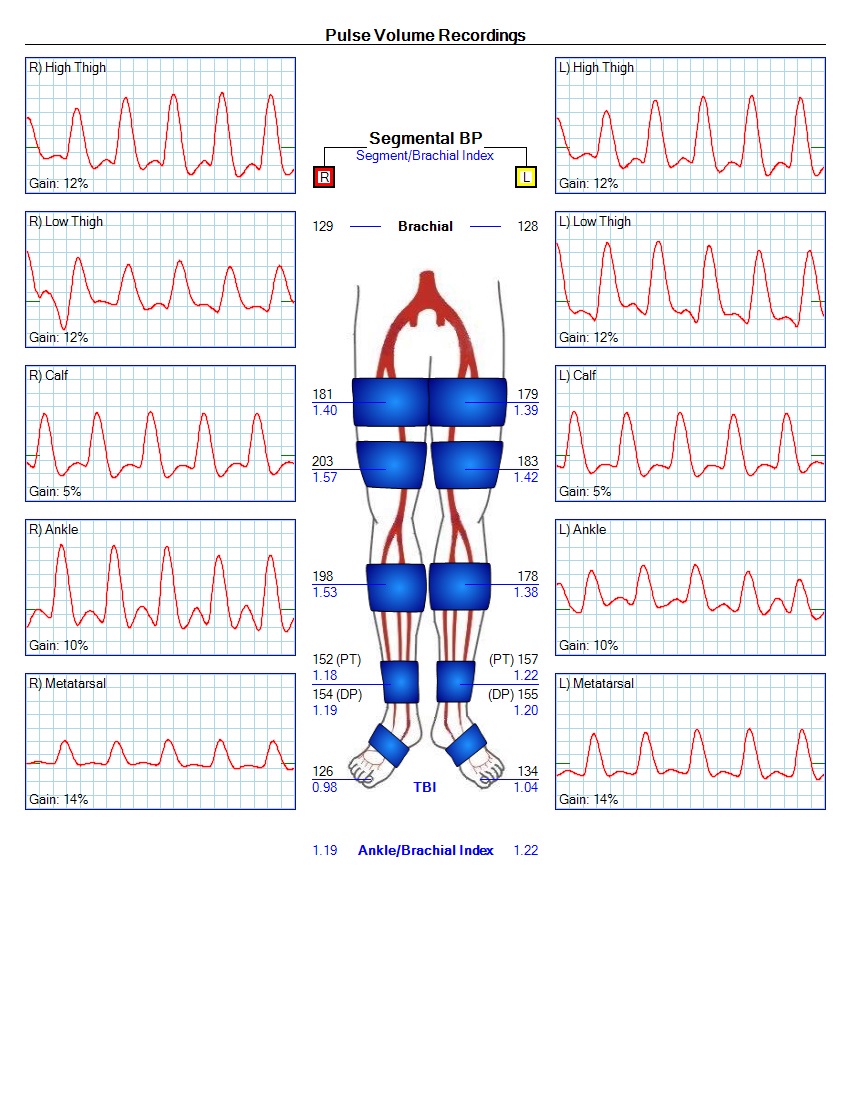 Pulse Volume Recordings
R) High Thigh
Gain: 12%
L) High Thigh
Gain: 12%
Segmental BP
Segment/Brachial Index
R
L
129 Brachial 128
R) Low Thigh
Gain: 12%
L) Low Thigh
Gain: 12%
R) Calf
Gain: 5%
181
1.40
179
1.39
203
1.57
183
1.42
L) Calf
Gain: 5%
R) Ankle
Gain: 10%
198
1.53
178
1.38
L) Ankle
Gain: 10%
152 (PT)
1.18
154 (DP)
1.19
(PT) 157
1.22
(DP) 155
1.20
R) Metatarsal
Gain: 14%
126
0.98
TBI
134
1.04
L) Metatarsal
Gain: 14%
1.19 Ankle/Brachial Index 1.22